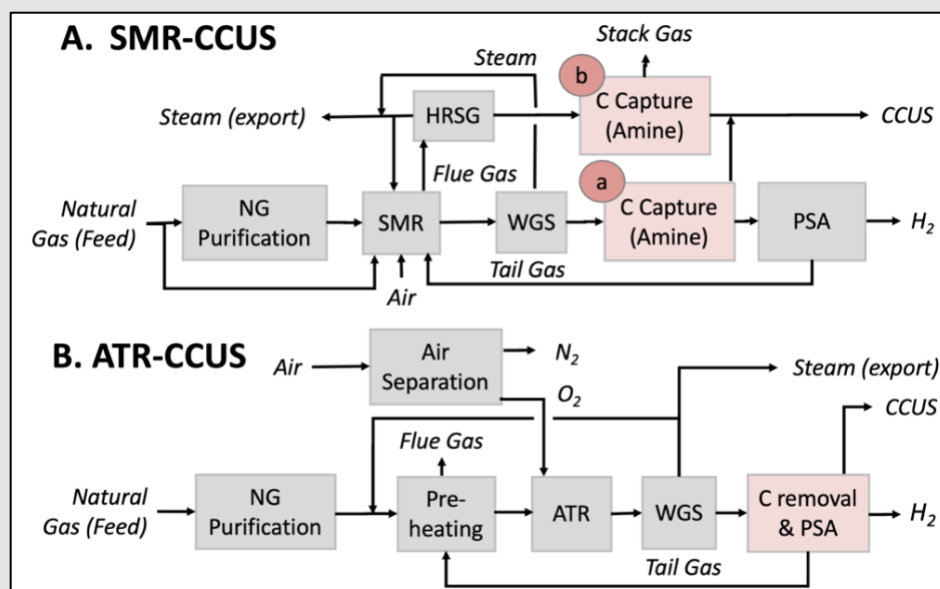 A. SMR-CCUS
Stack Gas
Steam
b
C Capture
(Amine)
Steam (export)
HRSG
CCUS
Flue Gas
a
Natural
Gas (Feed)
NG
Purification
SMR
WGS
C Capture
(Amine)
PSA
H₂
Tail Gas
Air
B. ATR-CCUS
Air
Air
Separation
N₂
O₂
Steam (export)
CCUS
Flue Gas
Natural
Gas (Feed)
NG
Purification
Pre-
heating
ATR
WGS
C removal
& PSA
H₂
Tail Gas